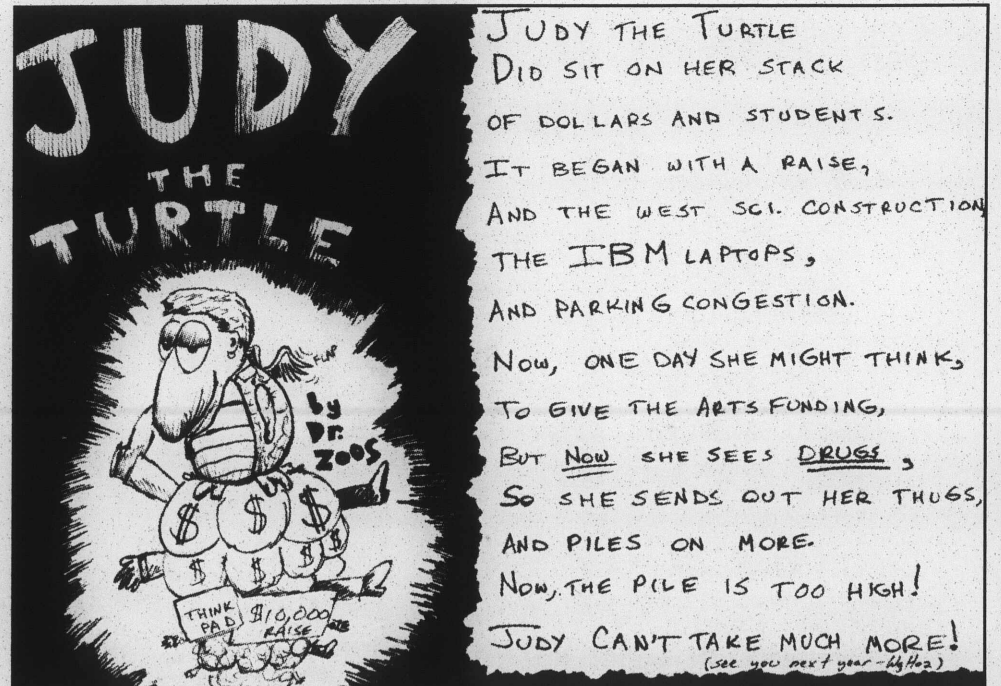 JUDY
THE
TURTLE
FLAP
by
Dr.
ZOOS
$ $ $
$ $ $ $
THINK
PAD
$10,000
RAISE
JUDY THE TURTLE
DID SIT ON HER STACK
OF DOLLARS AND STUDENTS.
IT BEGAN WITH A RAISE,
AND THE WEST SCI. CONSTRUCTION,
THE IBM LAPTOPS,
AND PARKING CONGESTION.
NOW, ONE DAY SHE MIGHT THINK,
TO GIVE THE ARTS FUNDING,
BUT NOW SHE SEES DRUGS,
SO SHE SENDS OUT HER THUGS,
AND PILES ON MORE.
NOW, THE PILE IS TOO HIGH!
JUDY CAN'T TAKE MUCH MORE!
(see you next year -